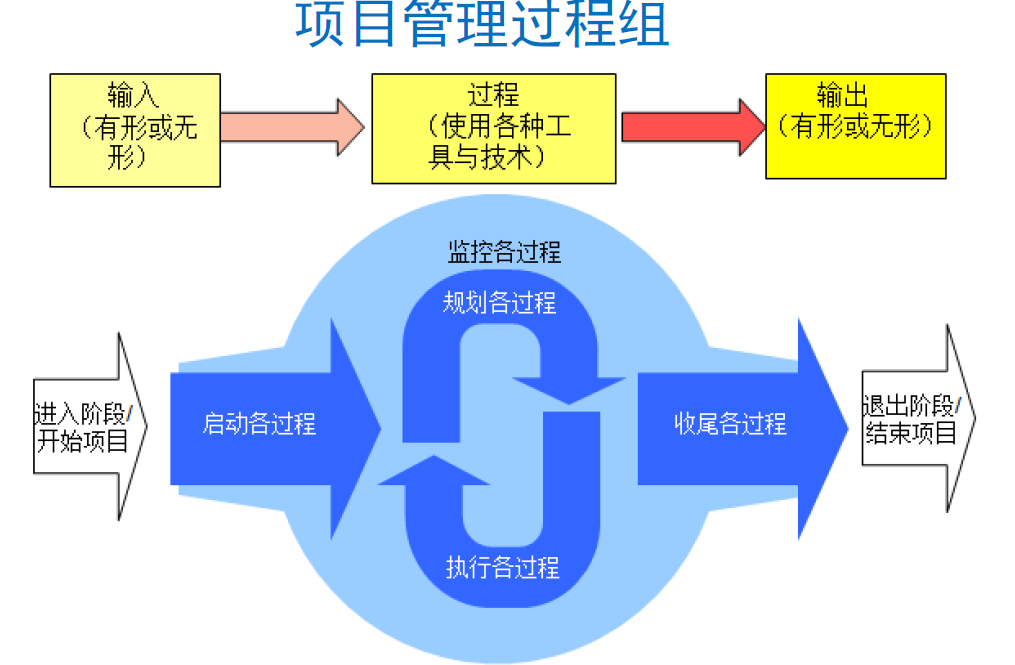 项目管理过程组
输入
（有形或无
形）
过程
（使用各种工
具与技术）
输出
（有形或无形）
监控各过程
规划各过程
进入阶段/
开始项目
启动各过程
收尾各过程
退出阶段/
结束项目
执行各过程